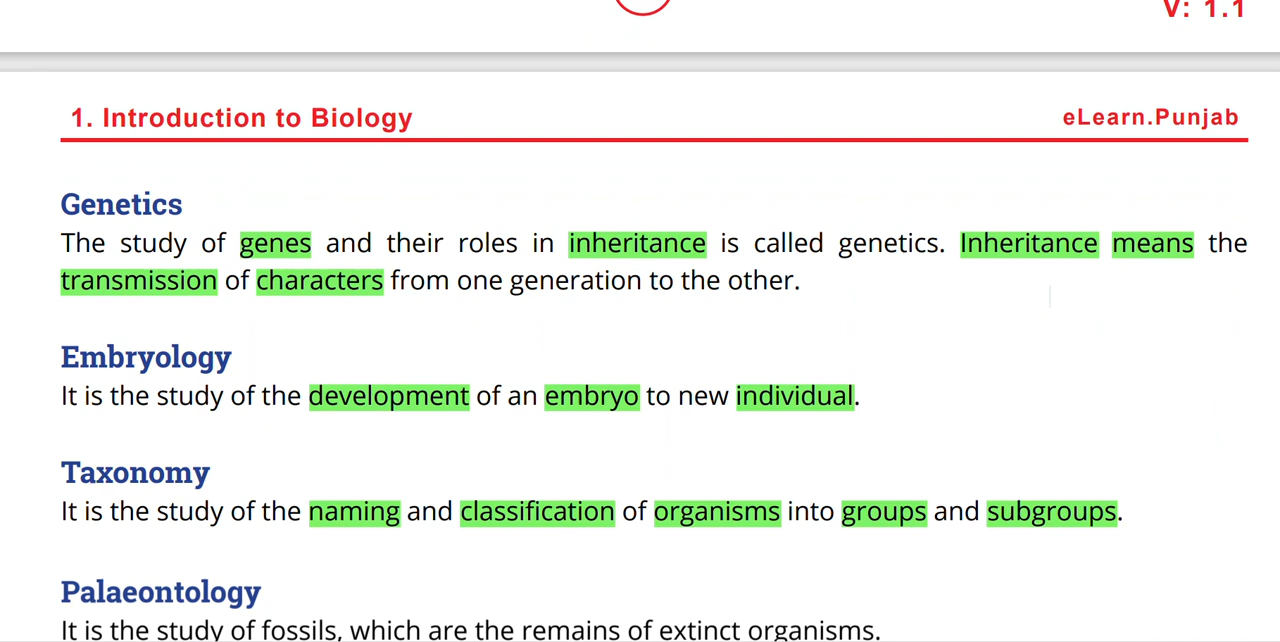 V: 1.1
1. Introduction to Biology
eLearn.Punjab
Genetics
The study of genes and their roles in inheritance is called genetics. Inheritance means the
transmission of characters from one generation to the other.
Embryology
It is the study of the development of an embryo to new individual.
Taxonomy
It is the study of the naming and classification of organisms into groups and subgroups.
Palaeontology
It is the study of fossils, which are the remains of extinct organisms.